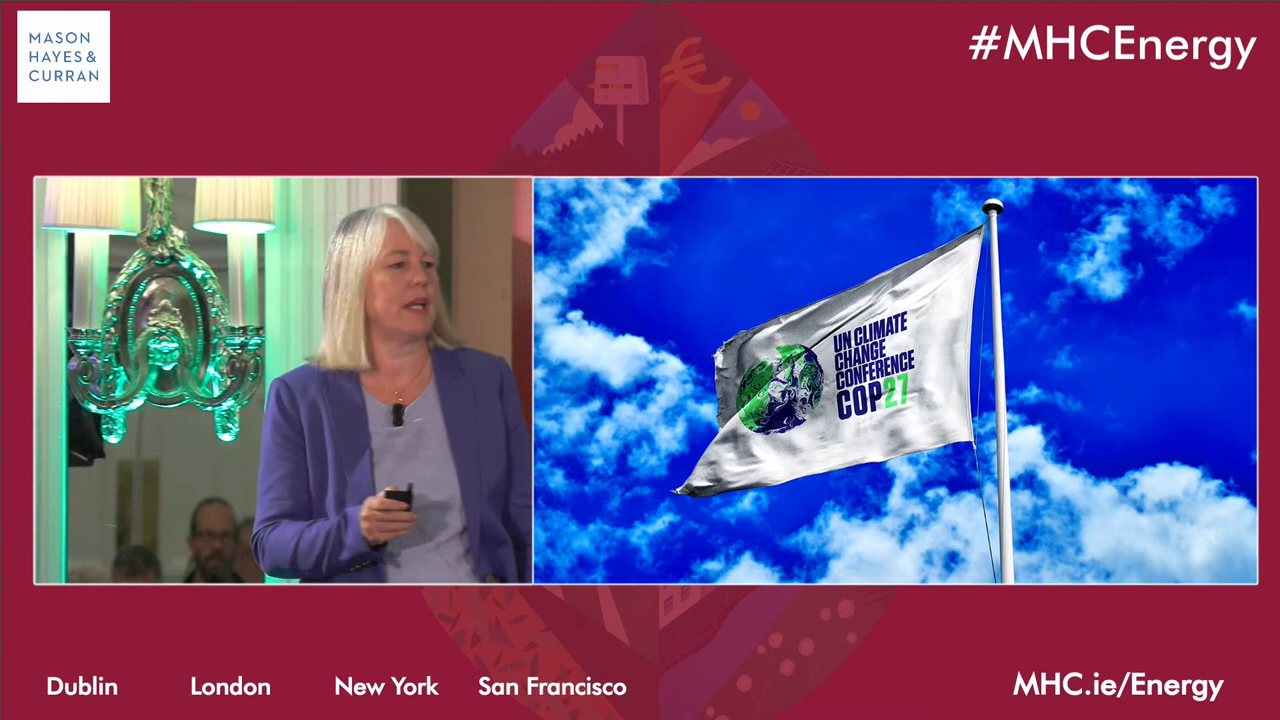 MASON
HAYES &
CURRAN
#MHCEnergy
UN CLIMATE
CHANGE
CONFERENCE
COP27
Dublin London New York San Francisco
MHC.ie/Energy